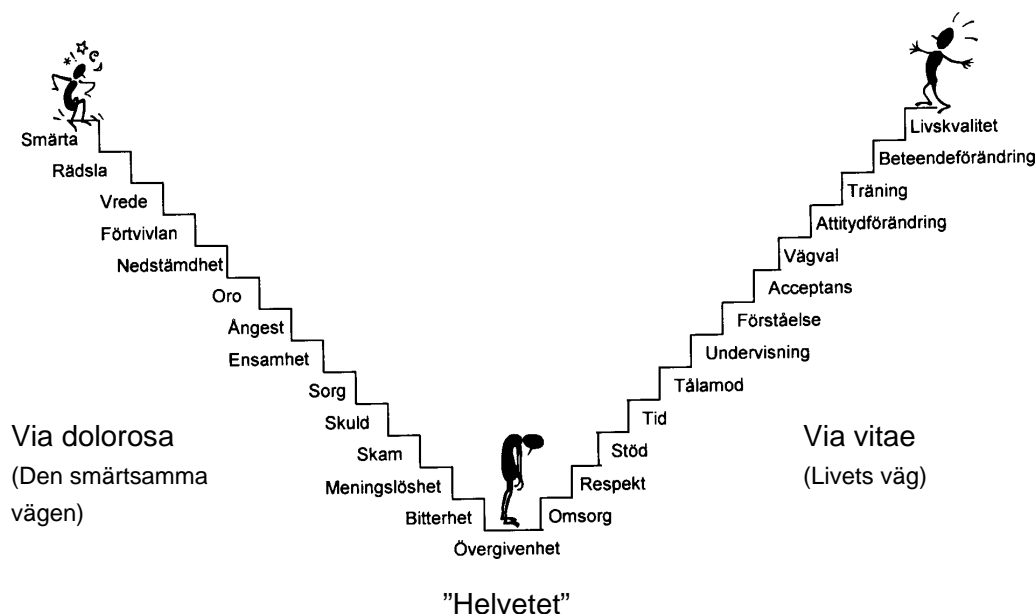 Smärta
Rädsla
Vrede
Förtvivlan
Nedstämdhet
Oro
Ångest
Ensamhet
Sorg
Skuld
Skam
Meningslöshet
Bitterhet
Övergivenhet
Livskvalitet
Beteendeförändring
Träning
Attitydförändring
Vägval
Acceptans
Förståelse
Undervisning
Tålamod
Tid
Stöd
Respekt
Omsorg
Via dolorosa
(Den smärtsamma
vägen)
Via vitae
(Livets väg)
”Helvetet”